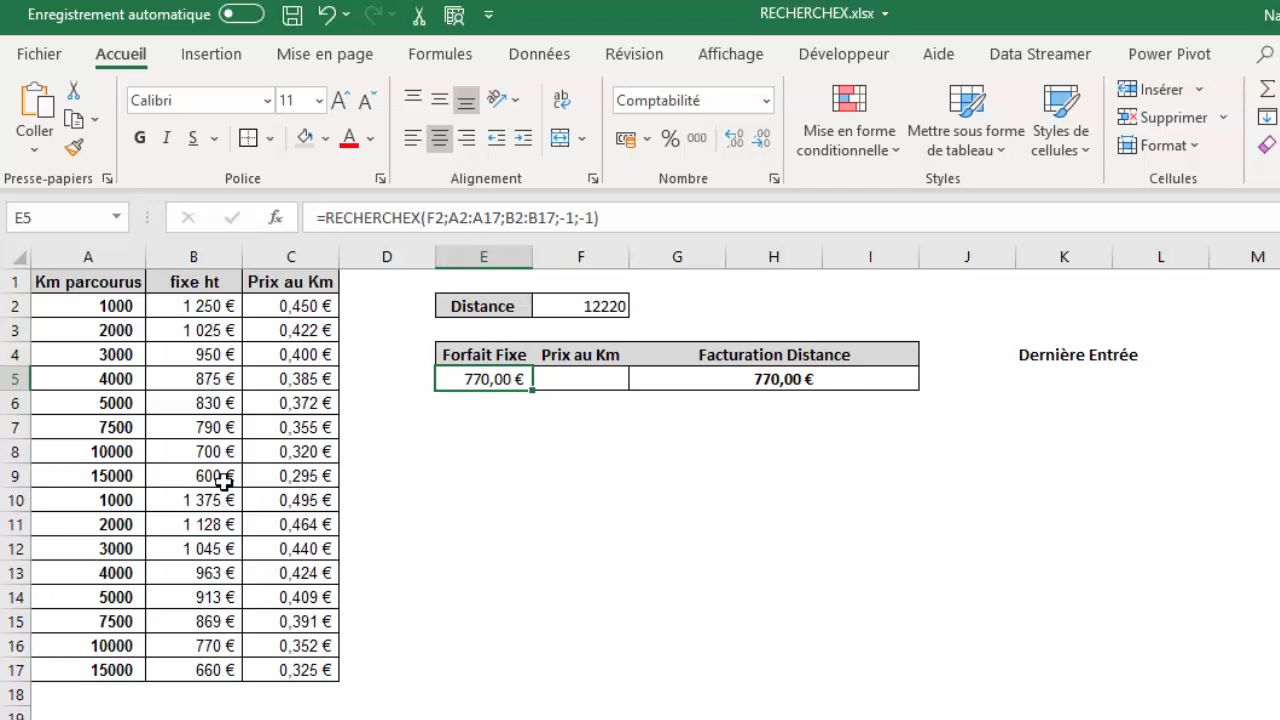 Enregistrement automatique RECHERCHEX.xlsx Na
Fichier Accueil Insertion Mise en page Formules Données Révision Affichage Développeur Aide Data Streamer Power Pivot
Coller
Presse-papiers
Calibri 11
G I S
Police
ab
Alignement
Comptabilité
% 000
Nombre
Mise en forme conditionnelle
Mettre sous forme de tableau
Styles de cellules
Styles
Insérer
Supprimer
Format
Cellules
E5 fx =RECHERCHEX(F2;A2:A17;B2:B17;-1;-1)
A B C D E F G H I J K L M
1 Km parcourus fixe ht Prix au Km
2 1000 1 250 € 0,450 € Distance 12220
3 2000 1 025 € 0,422 €
4 3000 950 € 0,400 € Forfait Fixe Prix au Km Facturation Distance Dernière Entrée
5 4000 875 € 0,385 € 770,00 € 770,00 €
6 5000 830 € 0,372 €
7 7500 790 € 0,355 €
8 10000 700 € 0,320 €
9 15000 600 € 0,295 €
10 1000 1 375 € 0,495 €
11 2000 1 128 € 0,464 €
12 3000 1 045 € 0,440 €
13 4000 963 € 0,424 €
14 5000 913 € 0,409 €
15 7500 869 € 0,391 €
16 10000 770 € 0,352 €
17 15000 660 € 0,325 €
18
19